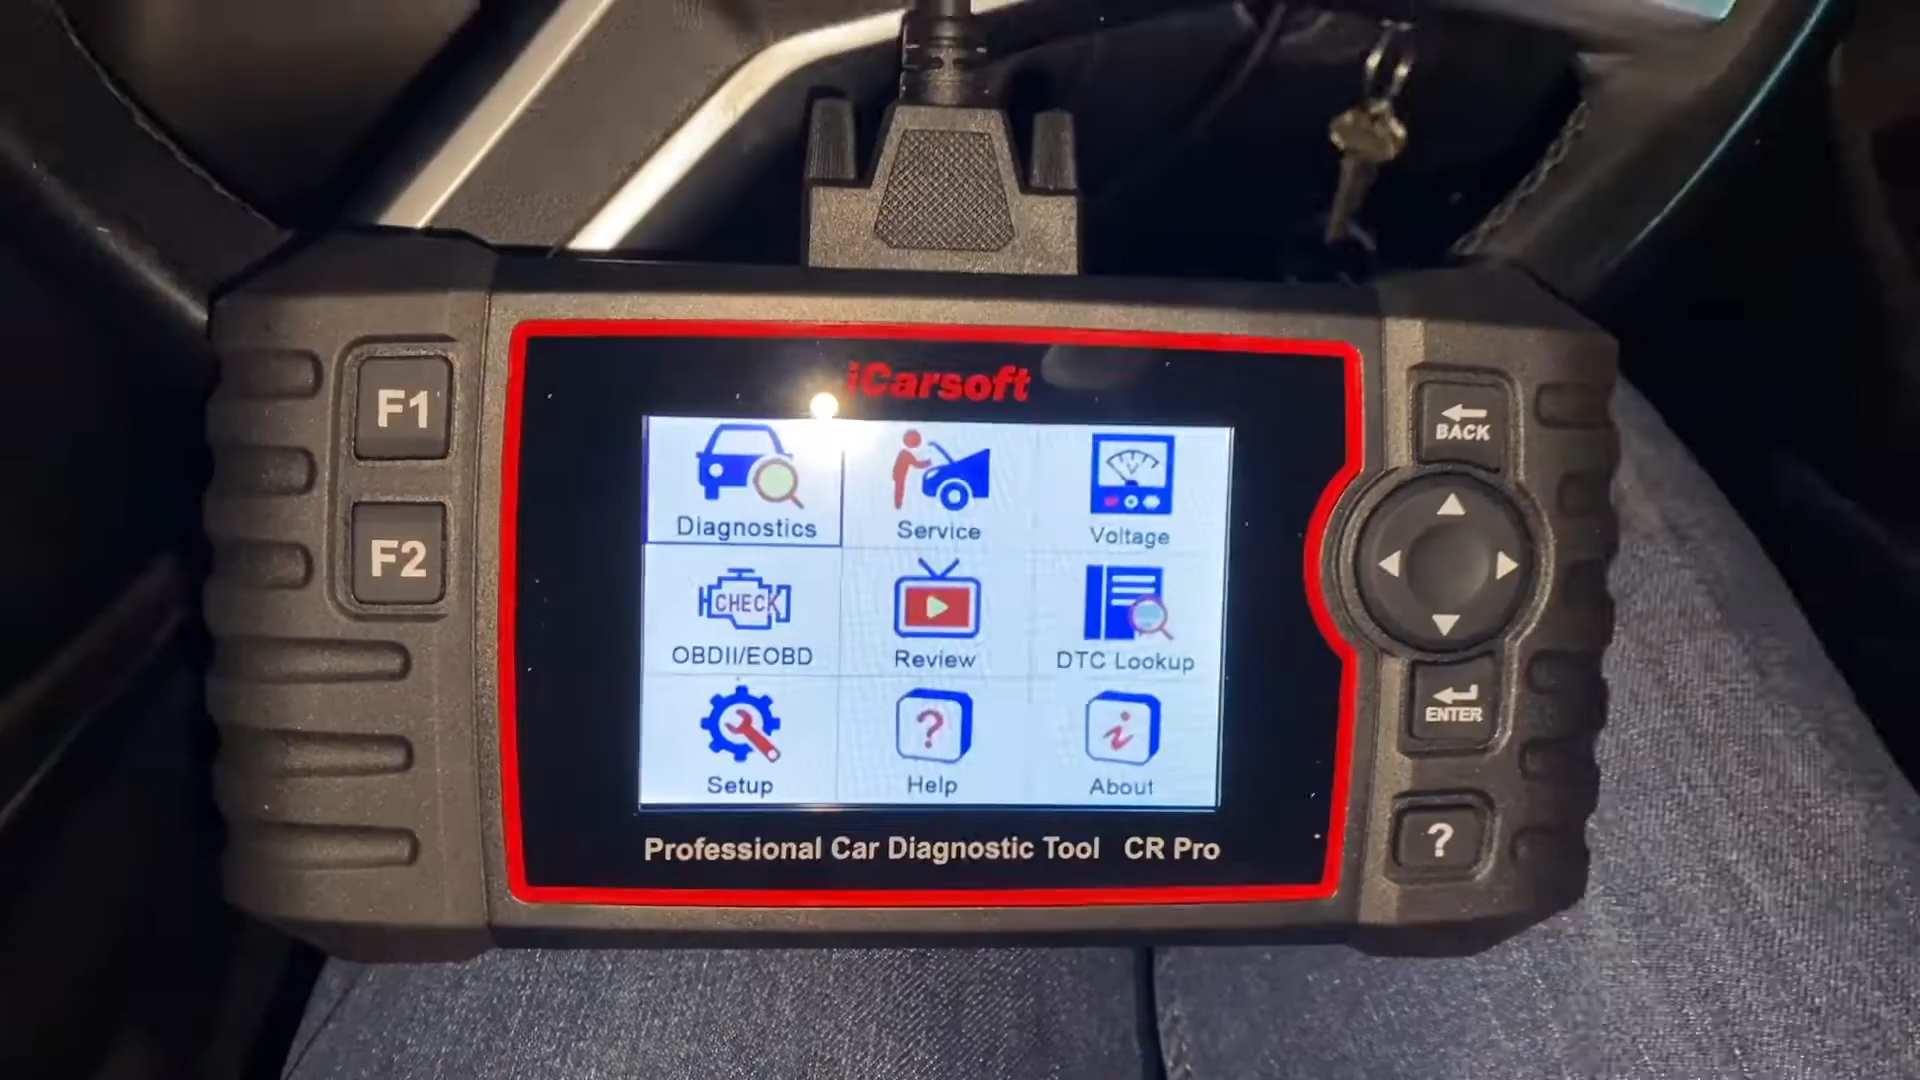 iCarsoft
F1
F2
Diagnostics
Service
Voltage
V
CHECK
OBDII/EOBD
Review
DTC Lookup
Setup
?
Help
i
About
Professional Car Diagnostic Tool CR Pro
BACK
ENTER
?